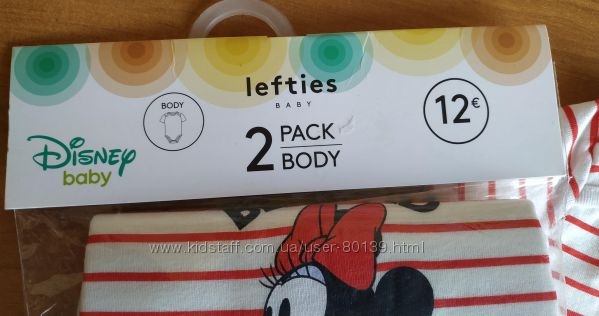 lefties
BABY
BODY
2 PACK
BODY
12€
Disney
baby
www.kidstaff.com.ua/user-80139.html